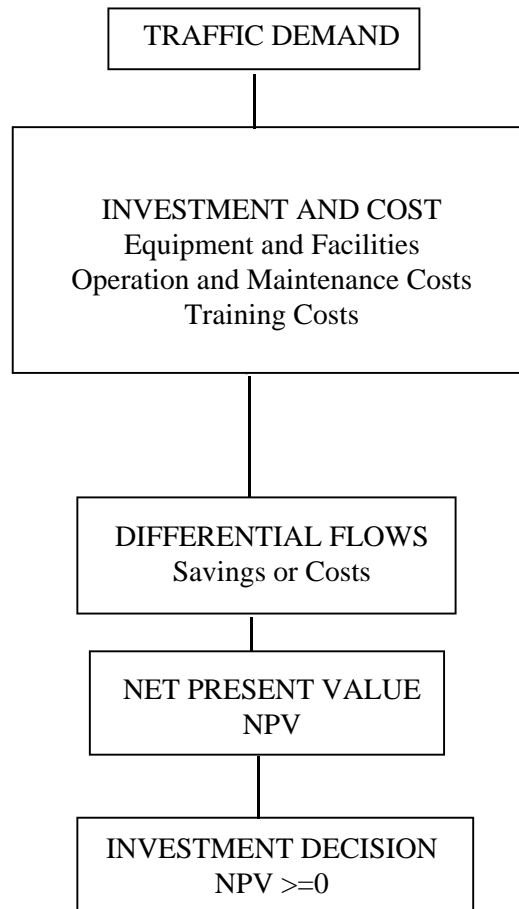 TRAFFIC DEMAND
INVESTMENT AND COST
Equipment and Facilities
Operation and Maintenance Costs
Training Costs
DIFFERENTIAL FLOWS
Savings or Costs
NET PRESENT VALUE
NPV
INVESTMENT DECISION
NPV >=0